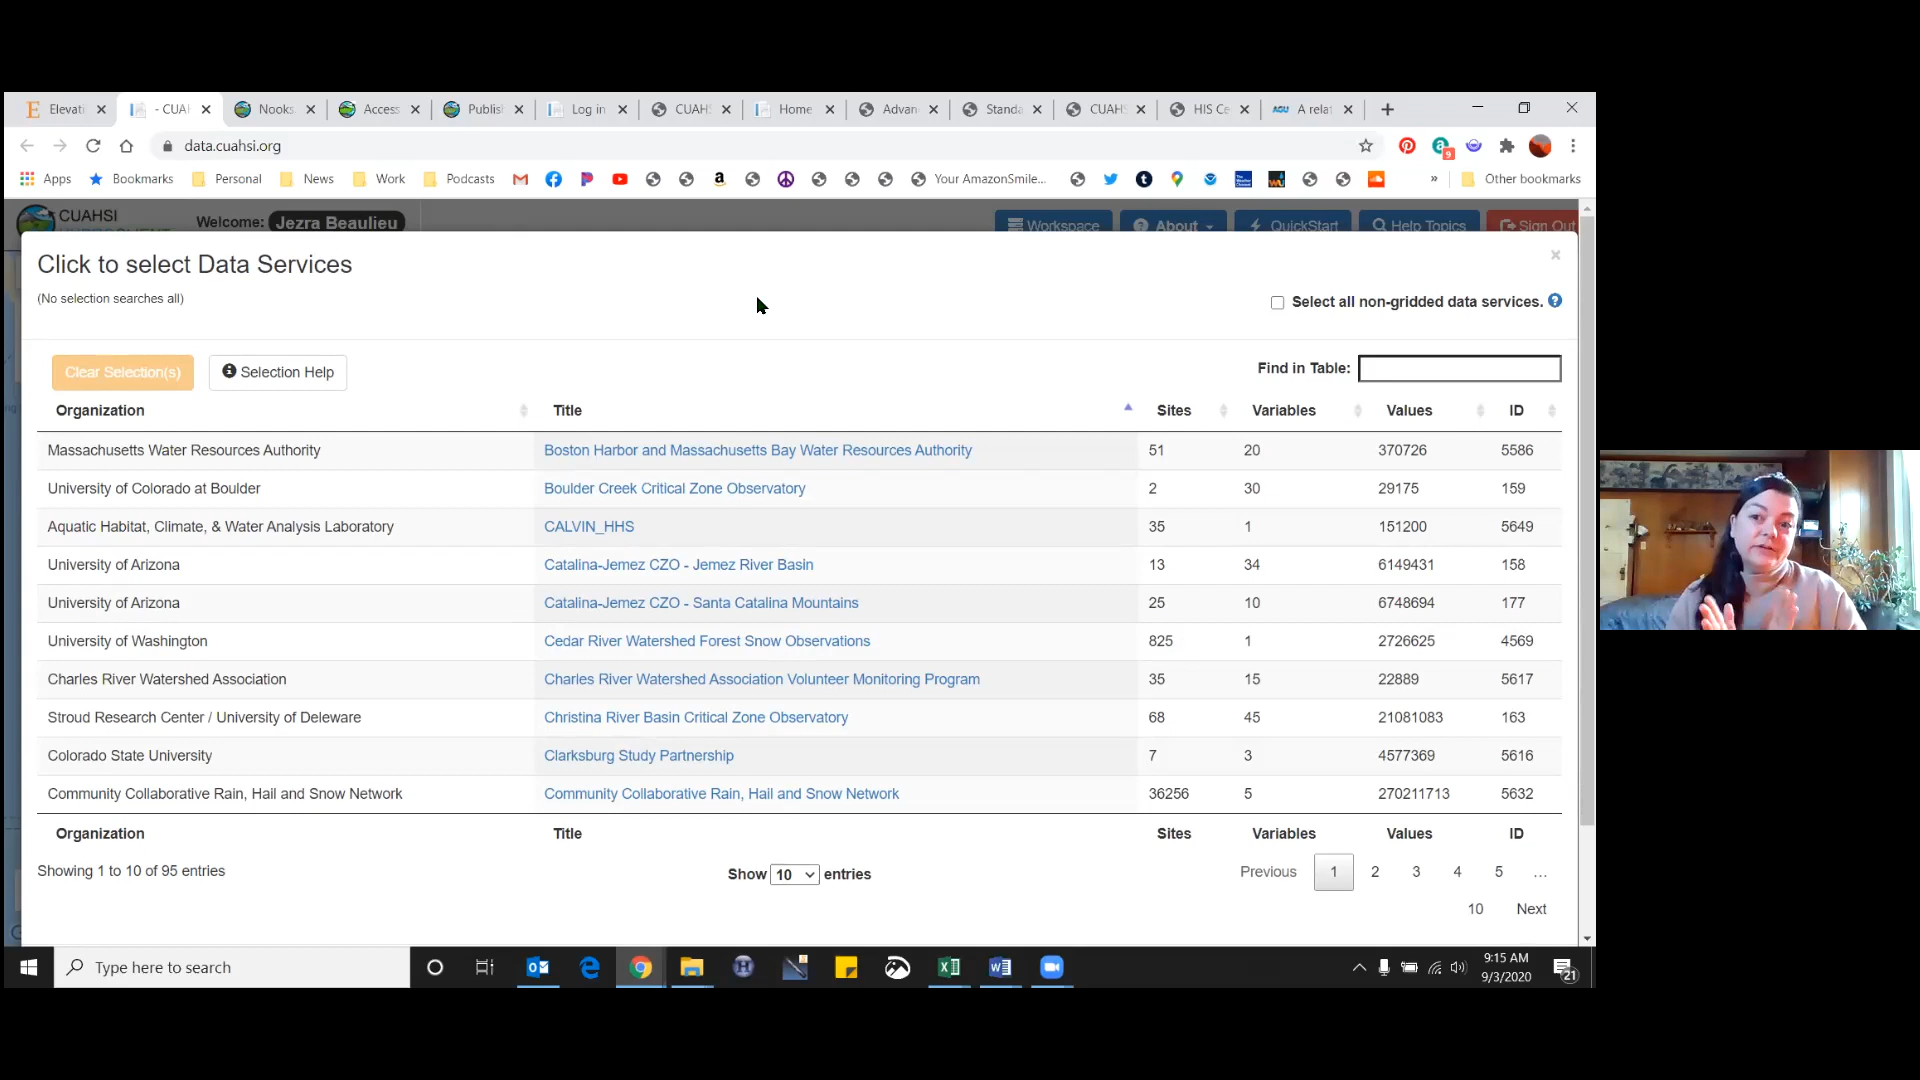 Elevati
- CUAH
Nooks
Access
Publis
Log in
CUAHS
Home
Advan
Standa
CUAHS
HIS Ce
AGU A relat
data.cuahsi.org
9
Apps Bookmarks Personal News Work Podcasts Your AmazonSmile... » Other bookmarks
CUAHSI Welcome: Jezra Beaulieu Workspace About QuickStart Help Topics Sign Out
Click to select Data Services
(No selection searches all)
Select all non-gridded data services.
Clear Selection(s) Selection Help Find in Table:
Organization Title Sites Variables Values ID
Massachusetts Water Resources Authority Boston Harbor and Massachusetts Bay Water Resources Authority 51 20 370726 5586
University of Colorado at Boulder Boulder Creek Critical Zone Observatory 2 30 29175 159
Aquatic Habitat, Climate, & Water Analysis Laboratory CALVIN_HHS 35 1 151200 5649
University of Arizona Catalina-Jemez CZO - Jemez River Basin 13 34 6149431 158
University of Arizona Catalina-Jemez CZO - Santa Catalina Mountains 25 10 6748694 177
University of Washington Cedar River Watershed Forest Snow Observations 825 1 2726625 4569
Charles River Watershed Association Charles River Watershed Association Volunteer Monitoring Program 35 15 22889 5617
Stroud Research Center / University of Deleware Christina River Basin Critical Zone Observatory 68 45 21081083 163
Colorado State University Clarksburg Study Partnership 7 3 4577369 5616
Community Collaborative Rain, Hail and Snow Network Community Collaborative Rain, Hail and Snow Network 36256 5 270211713 5632
Organization Title Sites Variables Values ID
Showing 1 to 10 of 95 entries Show 10 entries Previous 1 2 3 4 5 ...
10 Next
Type here to search
9:15 AM
9/3/2020
21